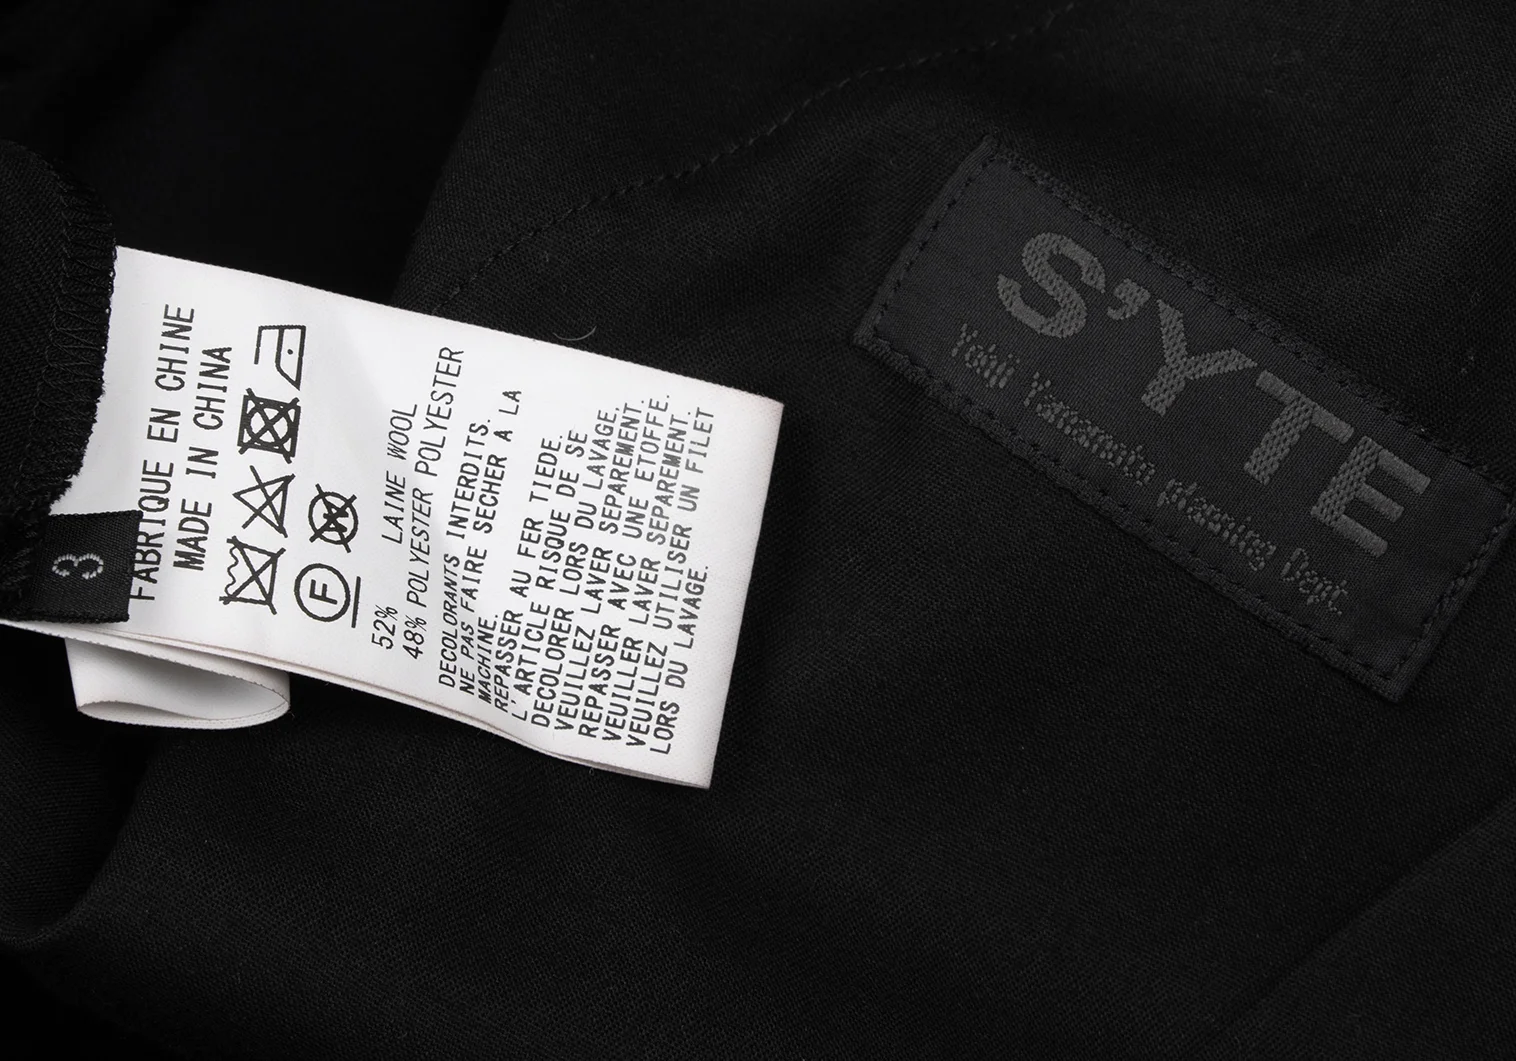 FABRIQUE EN CHINE
MADE IN CHINA
W
F
52% LAINE WOOL
48% POLYESTER POLYESTER
DECOLORANTS INTERDITS.
NE PAS FAIRE SECHER A LA
MACHINE.
REPASSER AU FER TIEDE.
L'ARTICLE RISQUE DE SE
DECOLORER LORS DU LAVAGE.
VEUILLEZ LAVER SEPAREMENT.
REPASSER AVEC UNE ETOFFE.
VEUILLER LAVER SEPAREMENT.
VEUILLEZ UTILISER UN FILET
LORS DU LAVAGE.
3
S'YTE
Yohji Yamamoto planning Dept.